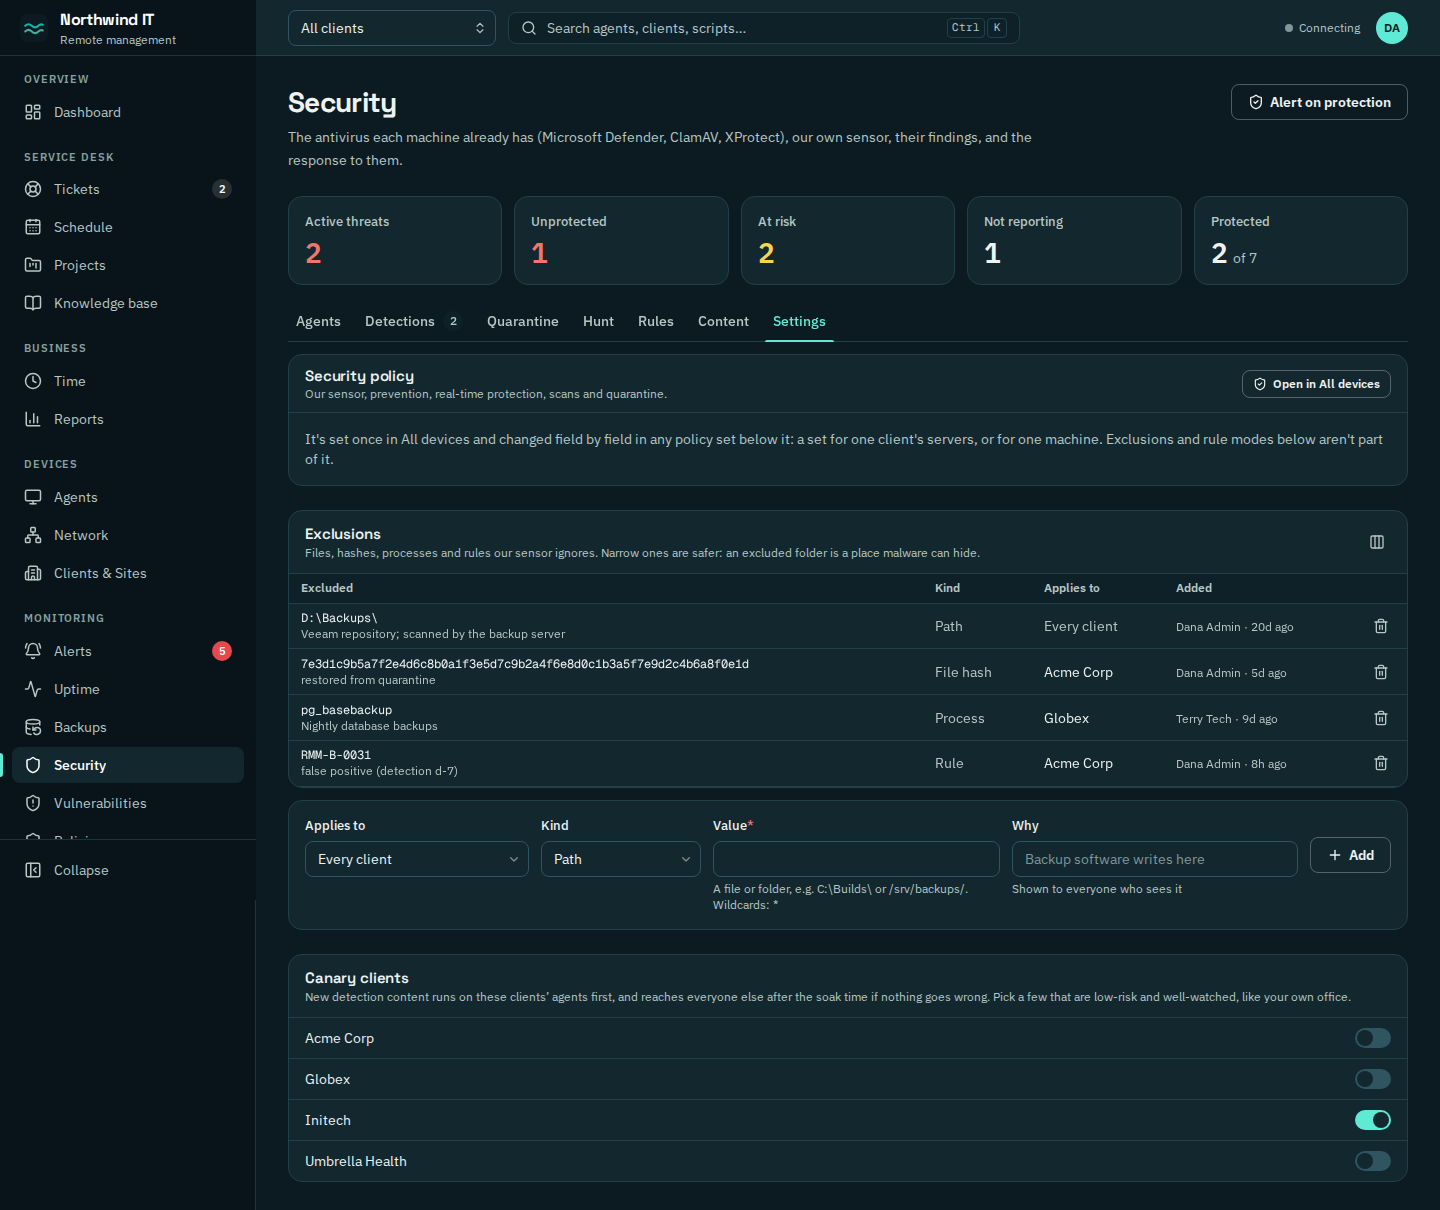 Northwind IT
Remote management
All clients
Search agents, clients, scripts...
Ctrl K
Connecting
DA
OVERVIEW
Dashboard
SERVICE DESK
Tickets 2
Schedule
Projects
Knowledge base
BUSINESS
Time
Reports
DEVICES
Agents
Network
Clients & Sites
MONITORING
Alerts 5
Uptime
Backups
Security
Vulnerabilities
Collapse
Security
Alert on protection
The antivirus each machine already has (Microsoft Defender, ClamAV, XProtect), our own sensor, their findings, and the
response to them.
Active threats
2
Unprotected
1
At risk
2
Not reporting
1
Protected
2 of 7
Agents Detections 2 Quarantine Hunt Rules Content Settings
Security policy
Our sensor, prevention, real-time protection, scans and quarantine.
Open in All devices
It's set once in All devices and changed field by field in any policy set below it: a set for one client's servers, or for one machine. Exclusions and rule modes below aren't part
of it.
Exclusions
Files, hashes, processes and rules our sensor ignores. Narrow ones are safer: an excluded folder is a place malware can hide.
Excluded Kind Applies to Added
D:\Backups\
Veeam repository; scanned by the backup server
Path Every client Dana Admin · 20d ago
7e3d1c9b5a7f2e4d6c8b0a1f3e5d7c9b2a4f6e8d0c1b3a5f7e9d2c4b6a8f0e1d
restored from quarantine
File hash Acme Corp Dana Admin · 5d ago
pg_basebackup
Nightly database backups
Process Globex Terry Tech · 9d ago
RMM-B-0031
false positive (detection d-7)
Rule Acme Corp Dana Admin · 8h ago
Applies to
Every client
Kind
Path
Value*
A file or folder, e.g. C:\Builds\ or /srv/backups/.
Wildcards: *
Why
Backup software writes here
Shown to everyone who sees it
Add
Canary clients
New detection content runs on these clients’ agents first, and reaches everyone else after the soak time if nothing goes wrong. Pick a few that are low-risk and well-watched, like your own office.
Acme Corp
Globex
Initech
Umbrella Health